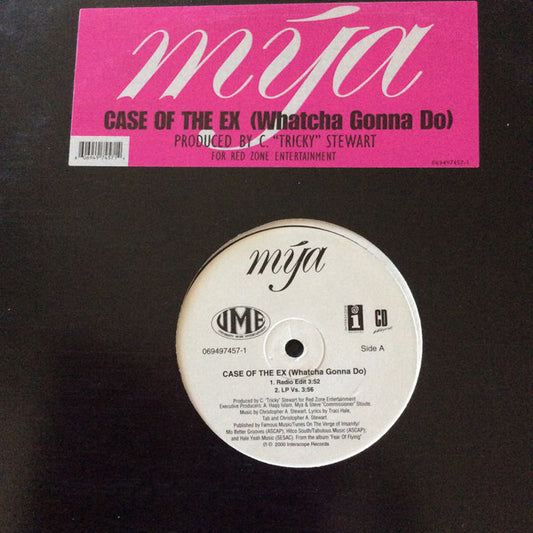 mýa
CASE OF THE EX (Whatcha Gonna Do)
PRODUCED BY C. "TRICKY" STEWART
FOR RED ZONE ENTERTAINMENT
069497457-1
mýa
UME
i
CD
069497457-1
Side A
CASE OF THE EX (Whatcha Gonna Do)
1. Radio Edit 3:52
2. LP Vs. 3:56
Produced by C. "Tricky" Stewart for Red Zone Entertainment
Executive Producers: A. Haqq Islam, Mya & Steve "Commissioner" Stoute.
Music by Christopher A. Stewart. Lyrics by Traci Hale,
Tab and Christopher A. Stewart.
Published by Famous Music/Tunes On The Verge of Insanity/
Mo Better Grooves (ASCAP), Hitco South/Tabulous Music (ASCAP);
and Hale Yeah Music (SESAC). From the album "Fear Of Flying"
℗ © 2000 Interscope Records